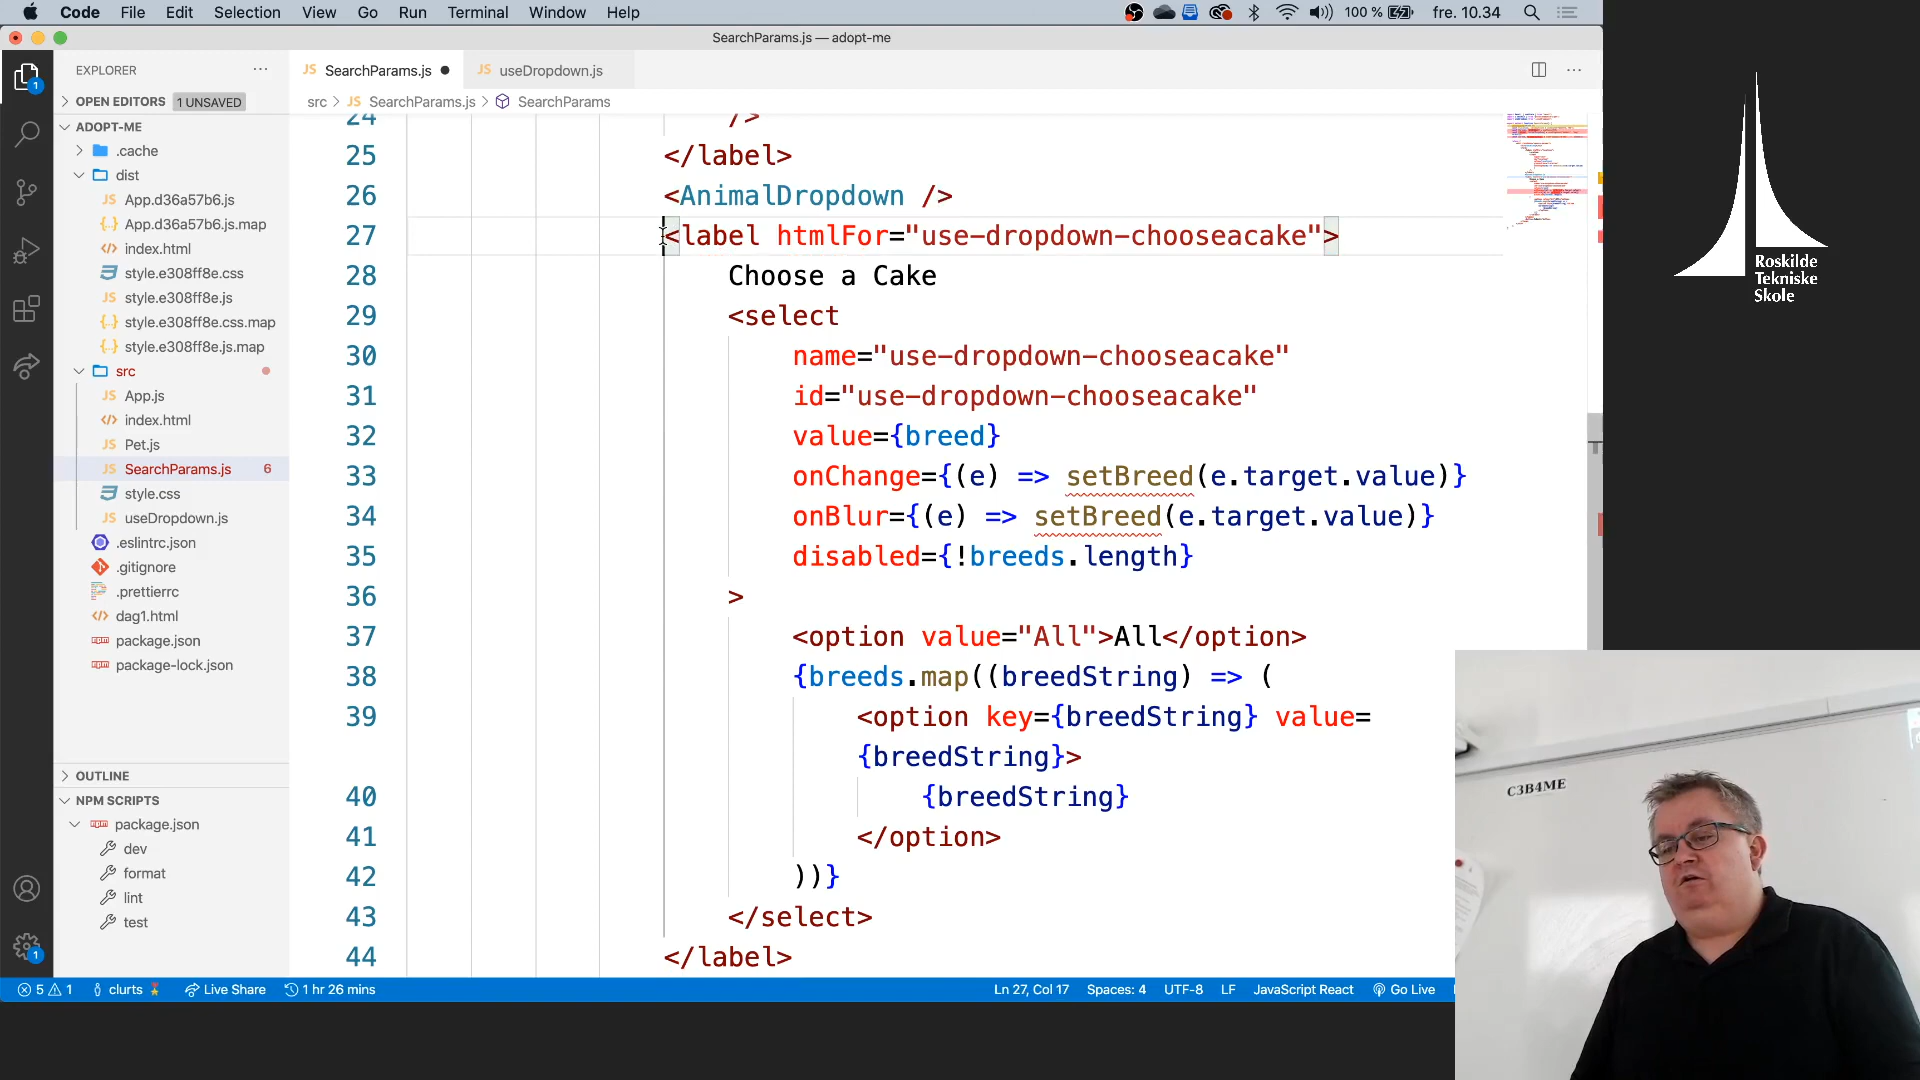 Code File Edit Selection View Go Run Terminal Window Help 100 % fre. 10.34
SearchParams.js — adopt-me
EXPLORER
SearchParams.js
useDropdown.js
OPEN EDITORS 1 UNSAVED
src > SearchParams.js > SearchParams
ADOPT-ME
.cache
dist
App.d36a57b6.js
App.d36a57b6.js.map
index.html
style.e308ff8e.css
style.e308ff8e.js
style.e308ff8e.css.map
style.e308ff8e.js.map
src
App.js
index.html
Pet.js
SearchParams.js 6
style.css
useDropdown.js
.eslintrc.json
.gitignore
.prettierrc
dag1.html
package.json
package-lock.json
OUTLINE
NPM SCRIPTS
package.json
dev
format
lint
test
24 />
25 </label>
26 <AnimalDropdown />
27 <label htmlFor="use-dropdown-chooseacake">
28 Choose a Cake
29 <select
30 name="use-dropdown-chooseacake"
31 id="use-dropdown-chooseacake"
32 value={breed}
33 onChange={(e) => setBreed(e.target.value)}
34 onBlur={(e) => setBreed(e.target.value)}
35 disabled={!breeds.length}
36 >
37 <option value="All">All</option>
38 {breeds.map((breedString) => (
39 <option key={breedString} value=
{breedString}>
40 {breedString}
41 </option>
42 ))}
43 </select>
44 </label>
5 1 clurts Live Share 1 hr 26 mins Ln 27, Col 17 Spaces: 4 UTF-8 LF JavaScript React Go Live
Roskilde
Tekniske
Skole
C3B4ME